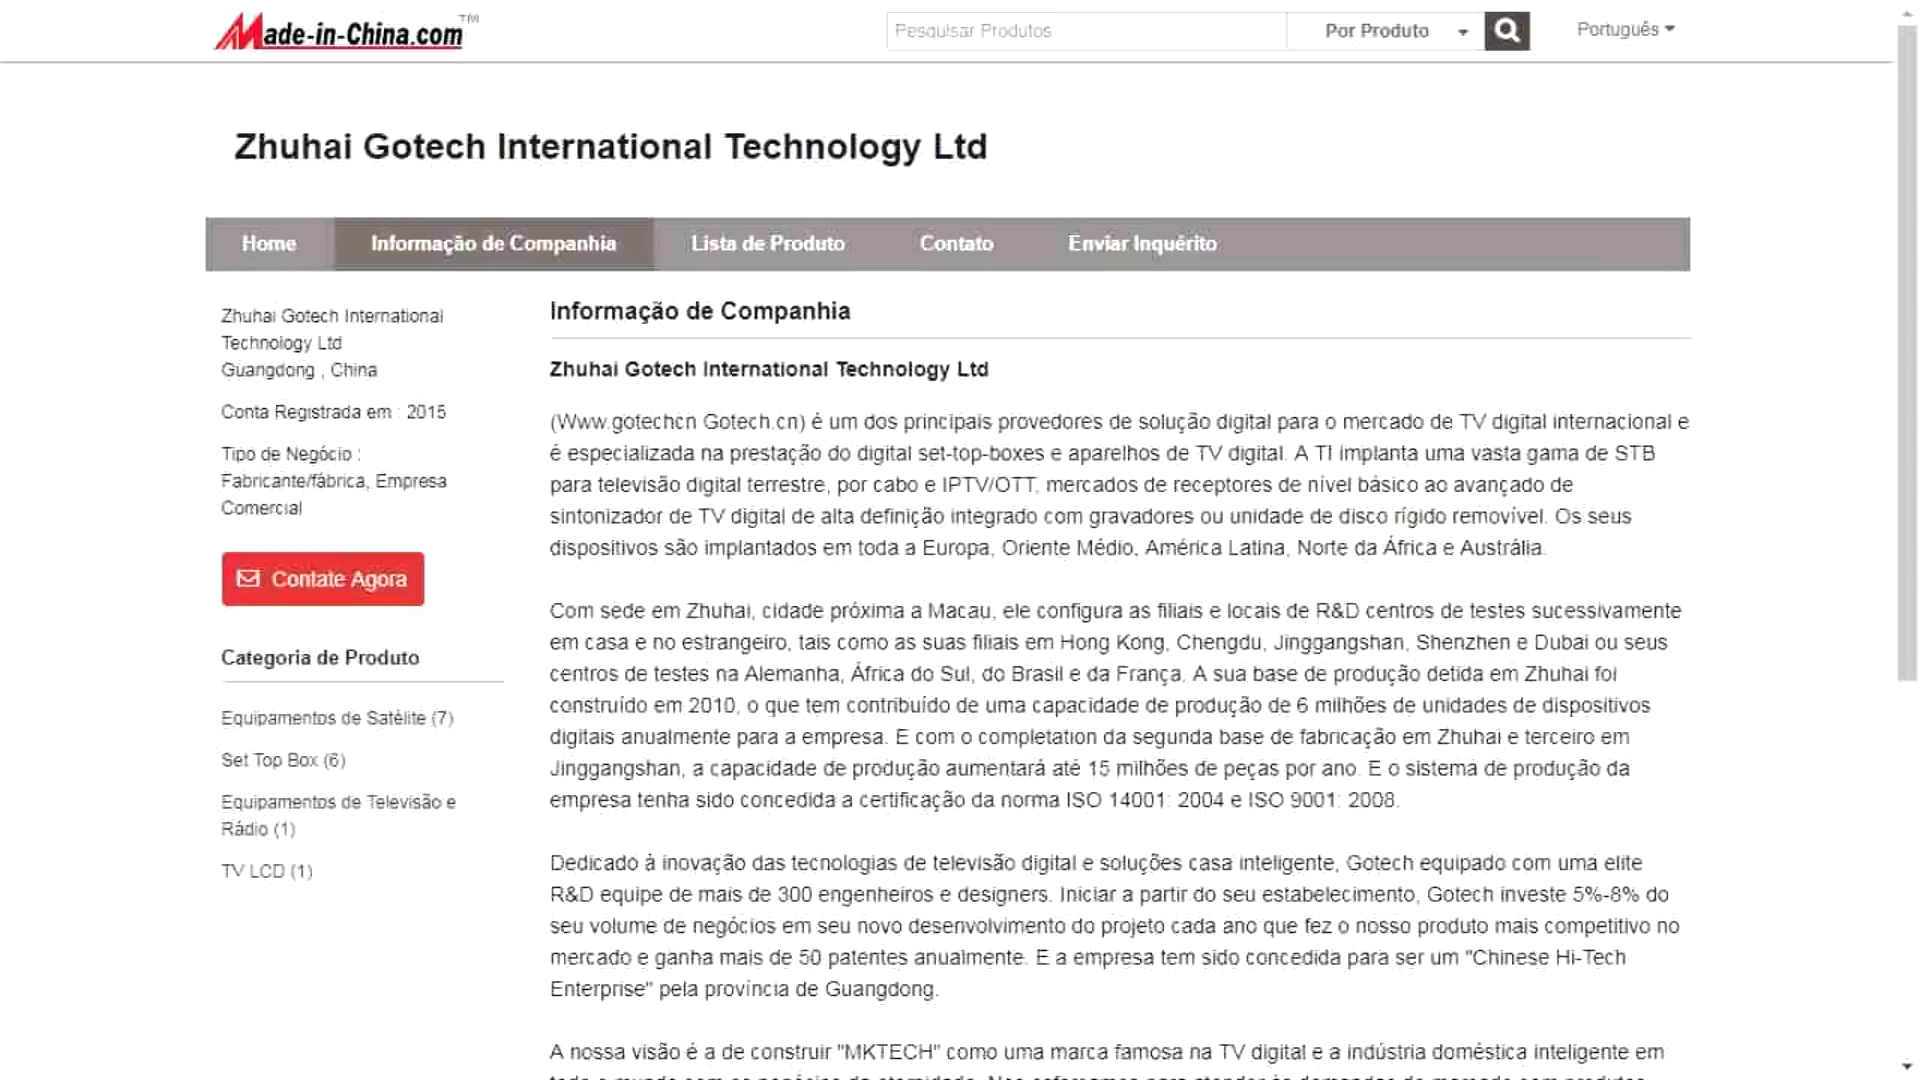 Made-in-China.com™
Pesquisar Produtos
Por Produto
Português
Zhuhai Gotech International Technology Ltd
Home
Informação de Companhia
Lista de Produto
Contato
Enviar Inquérito
Zhuhai Gotech International
Technology Ltd
Guangdong , China
Conta Registrada em : 2015
Tipo de Negócio :
Fabricante/fábrica, Empresa
Comercial
Contate Agora
Categoria de Produto
Equipamentos de Satélite (7)
Set Top Box (6)
Equipamentos de Televisão e
Rádio (1)
TV LCD (1)
Informação de Companhia
Zhuhai Gotech International Technology Ltd
(Www.gotechcn Gotech.cn) é um dos principais provedores de solução digital para o mercado de TV digital internacional e
é especializada na prestação do digital set-top-boxes e aparelhos de TV digital. A TI implanta uma vasta gama de STB
para televisão digital terrestre, por cabo e IPTV/OTT, mercados de receptores de nível básico ao avançado de
sintonizador de TV digital de alta definição integrado com gravadores ou unidade de disco rígido removível. Os seus
dispositivos são implantados em toda a Europa, Oriente Médio, América Latina, Norte da África e Austrália.
Com sede em Zhuhai, cidade próxima a Macau, ele configura as filiais e locais de R&D centros de testes sucessivamente
em casa e no estrangeiro, tais como as suas filiais em Hong Kong, Chengdu, Jinggangshan, Shenzhen e Dubai ou seus
centros de testes na Alemanha, África do Sul, do Brasil e da França. A sua base de produção detida em Zhuhai foi
construído em 2010, o que tem contribuído de uma capacidade de produção de 6 milhões de unidades de dispositivos
digitais anualmente para a empresa. E com o completation da segunda base de fabricação em Zhuhai e terceiro em
Jinggangshan, a capacidade de produção aumentará até 15 milhões de peças por ano. E o sistema de produção da
empresa tenha sido concedida a certificação da norma ISO 14001: 2004 e ISO 9001: 2008.
Dedicado à inovação das tecnologias de televisão digital e soluções casa inteligente, Gotech equipado com uma elite
R&D equipe de mais de 300 engenheiros e designers. Iniciar a partir do seu estabelecimento, Gotech investe 5%-8% do
seu volume de negócios em seu novo desenvolvimento do projeto cada ano que fez o nosso produto mais competitivo no
mercado e ganha mais de 50 patentes anualmente. E a empresa tem sido concedida para ser um "Chinese Hi-Tech
Enterprise" pela província de Guangdong.
A nossa visão é a de construir "MKTECH" como uma marca famosa na TV digital e a indústria doméstica inteligente em